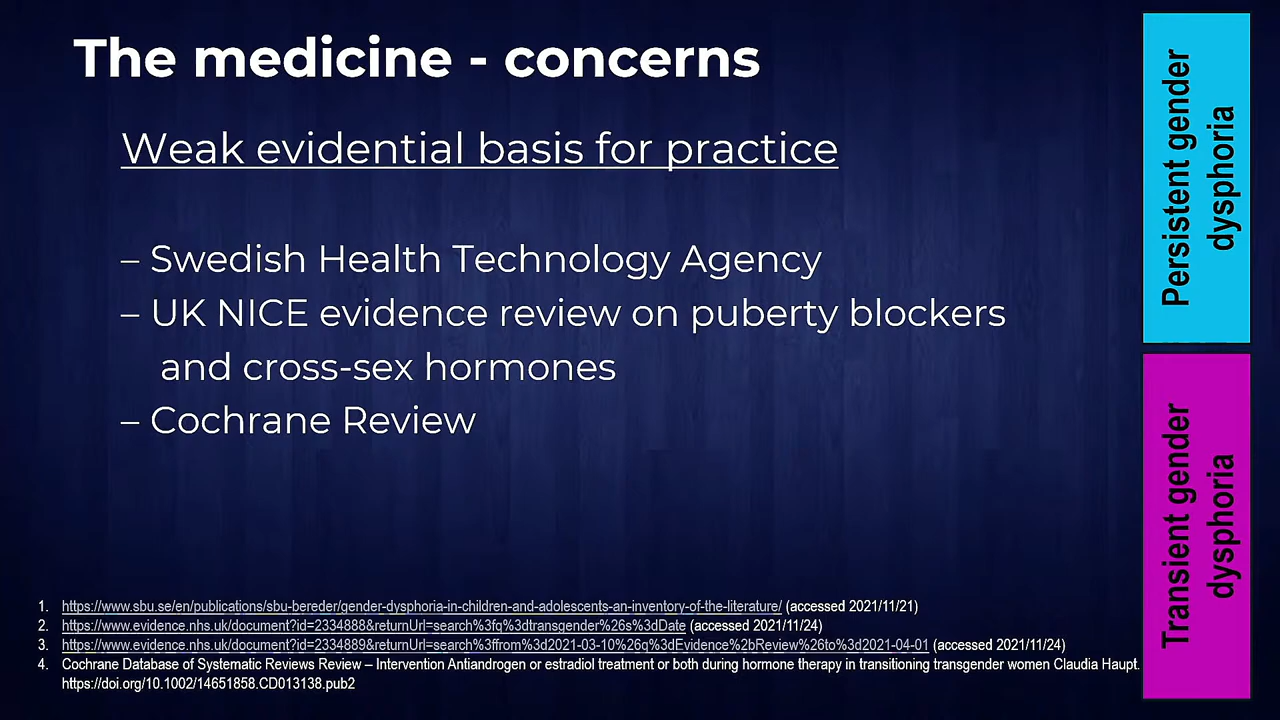 The medicine - concerns
Weak evidential basis for practice
– Swedish Health Technology Agency
– UK NICE evidence review on puberty blockers
and cross-sex hormones
– Cochrane Review
1. https://www.sbu.se/en/publications/sbu-bereder/gender-dysphoria-in-children-and-adolescents-an-inventory-of-the-literature/ (accessed 2021/11/21)
2. https://www.evidence.nhs.uk/document?id=2334888&returnUrl=search%3fq%3dtransgender%26s%3dDate (accessed 2021/11/24)
3. https://www.evidence.nhs.uk/document?id=2334889&returnUrl=search%3ffrom%3d2021-03-10%26q%3dEvidence%2bReview%26to%3d2021-04-01 (accessed 2021/11/24)
4. Cochrane Database of Systematic Reviews Review – Intervention Antiandrogen or estradiol treatment or both during hormone therapy in transitioning transgender women Claudia Haupt.
https://doi.org/10.1002/14651858.CD013138.pub2
Persistent gender
dysphoria
Transient gender
dysphoria